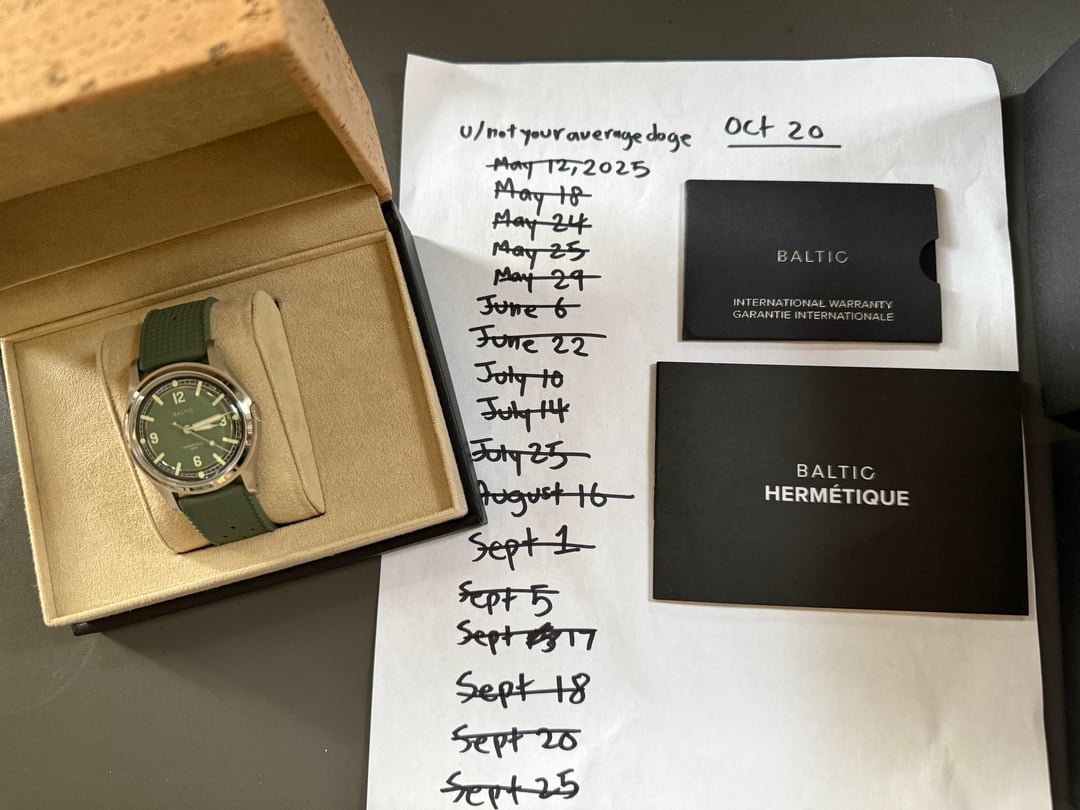 u/notyouraveragedoge Oct 20
May 12, 2025
May 18
May 24
May 25
May 29
June 6
June 22
July 10
July 14
July 25
August 16
Sept 1
Sept 5
Sept 17
Sept 18
Sept 20
Sept 25
BALTIC
INTERNATIONAL WARRANTY
GARANTIE INTERNATIONALE
BALTIC
HERMÉTIQUE
12
BALTIC
3
9
6